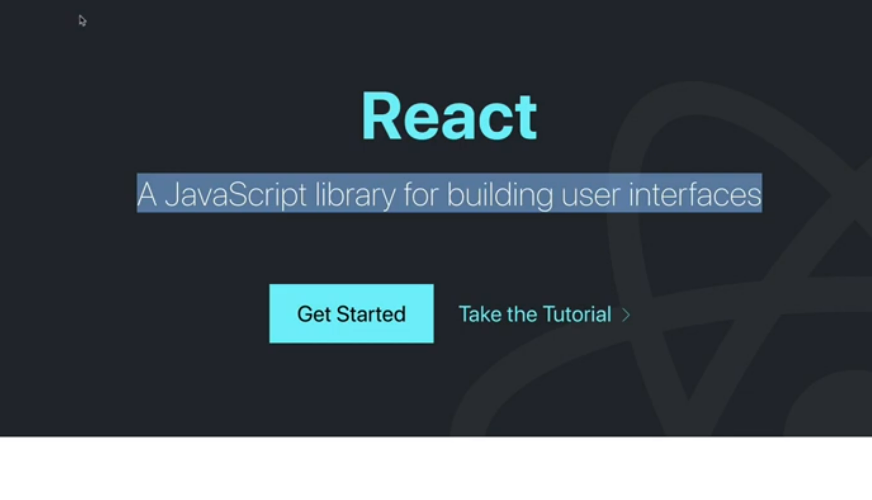 React
A JavaScript library for building user interfaces
Get Started
Take the Tutorial >